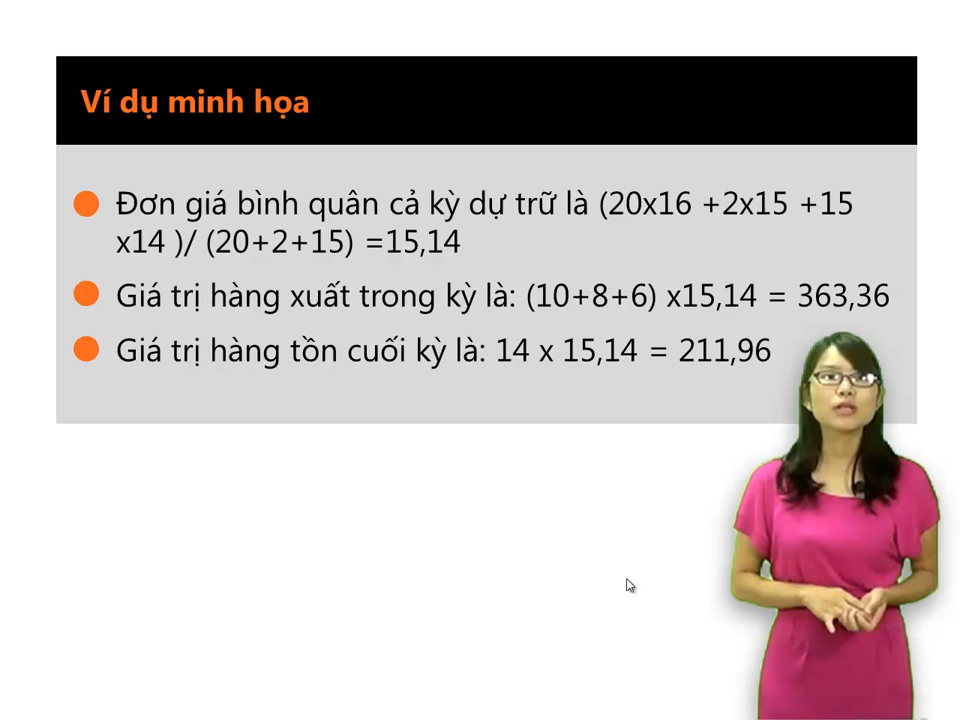 Ví dụ minh họa
Đơn giá bình quân cả kỳ dự trữ là (20x16 +2x15 +15
x14 )/ (20+2+15) =15,14
Giá trị hàng xuất trong kỳ là: (10+8+6) x15,14 = 363,36
Giá trị hàng tồn cuối kỳ là: 14 x 15,14 = 211,96